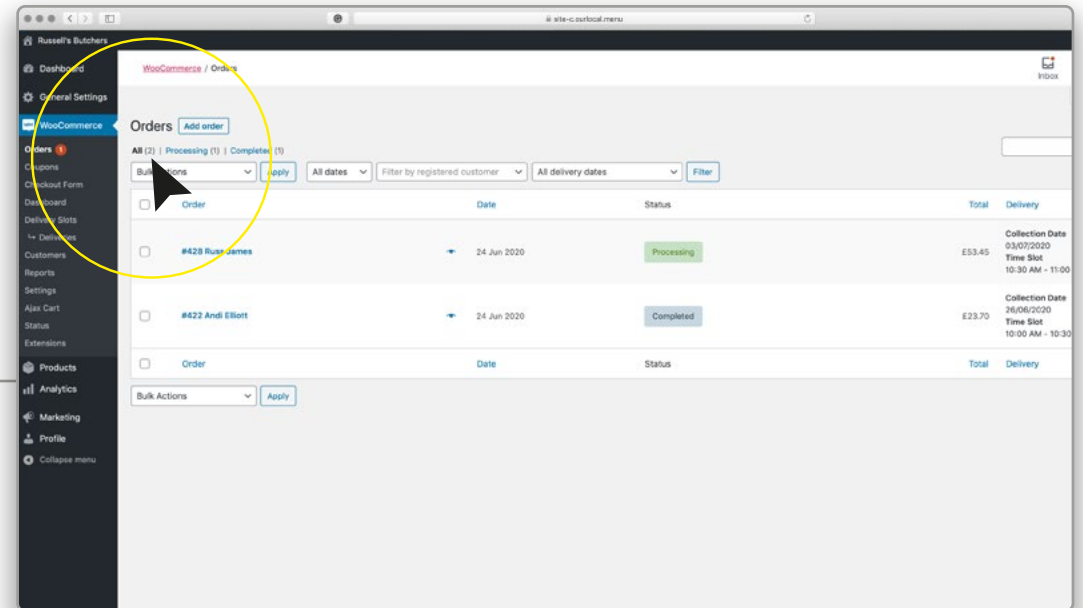 site-c.ourlocal.menu
Russell's Butchers
Dashboard
General Settings
WooCommerce
Orders 1
Coupons
Checkout Form
Dashboard
Delivery Slots
Deliveries
Customers
Reports
Settings
Ajax Cart
Status
Extensions
Products
Analytics
Marketing
Profile
Collapse menu
WooCommerce / Orders
Inbox
Orders Add order
All (2) | Processing (1) | Completed (1)
Bulk Actions Apply All dates Filter by registered customer All delivery dates Filter
Order Date Status Total Delivery
#428 Russ James 24 Jun 2020 Processing £53.45
Collection Date
03/07/2020
Time Slot
10:30 AM - 11:00
#422 Andi Elliott 24 Jun 2020 Completed £23.70
Collection Date
26/06/2020
Time Slot
10:00 AM - 10:30
Order Date Status Total Delivery
Bulk Actions Apply